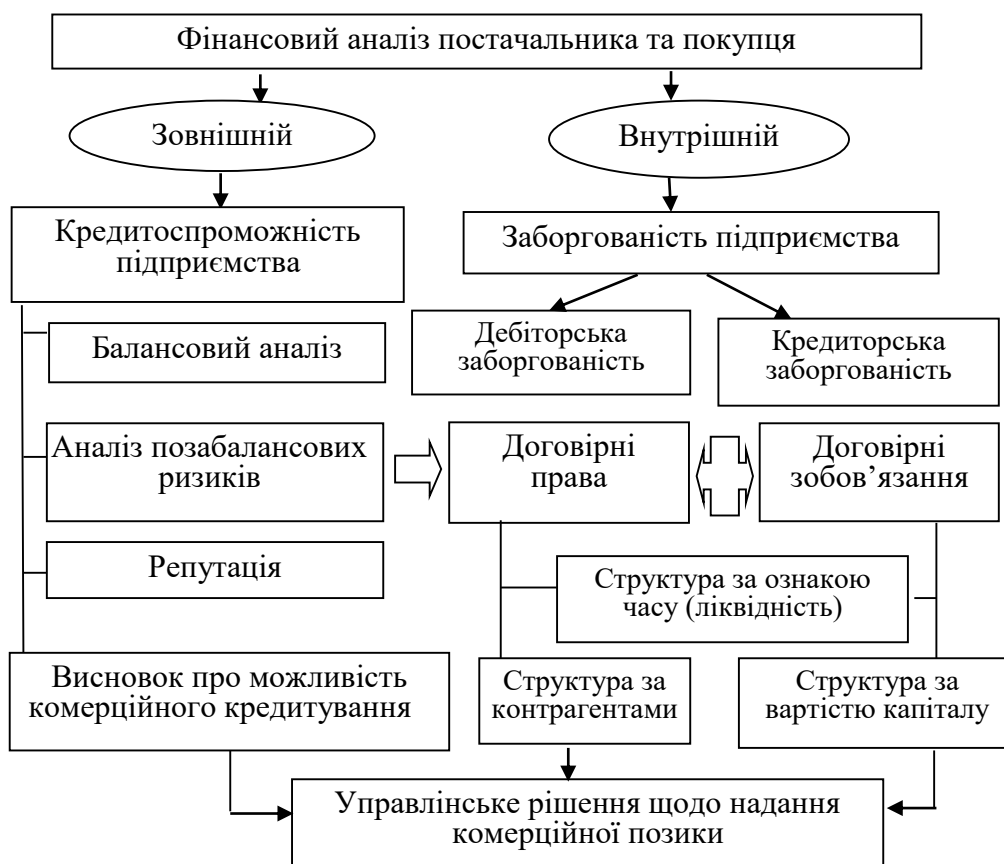 Фінансовий аналіз постачальника та покупця
Зовнішній
Внутрішній
Кредитоспроможність
підприємства
Заборгованість підприємства
Балансовий аналіз
Дебіторська
заборгованість
Кредиторська
заборгованість
Аналіз позабалансових
ризиків
Договірні
права
Договірні
зобов’язання
Репутація
Структура за ознакою
часу (ліквідність)
Висновок про можливість
комерційного кредитування
Структура за
контрагентами
Структура за
вартістю капіталу
Управлінське рішення щодо надання
комерційної позики